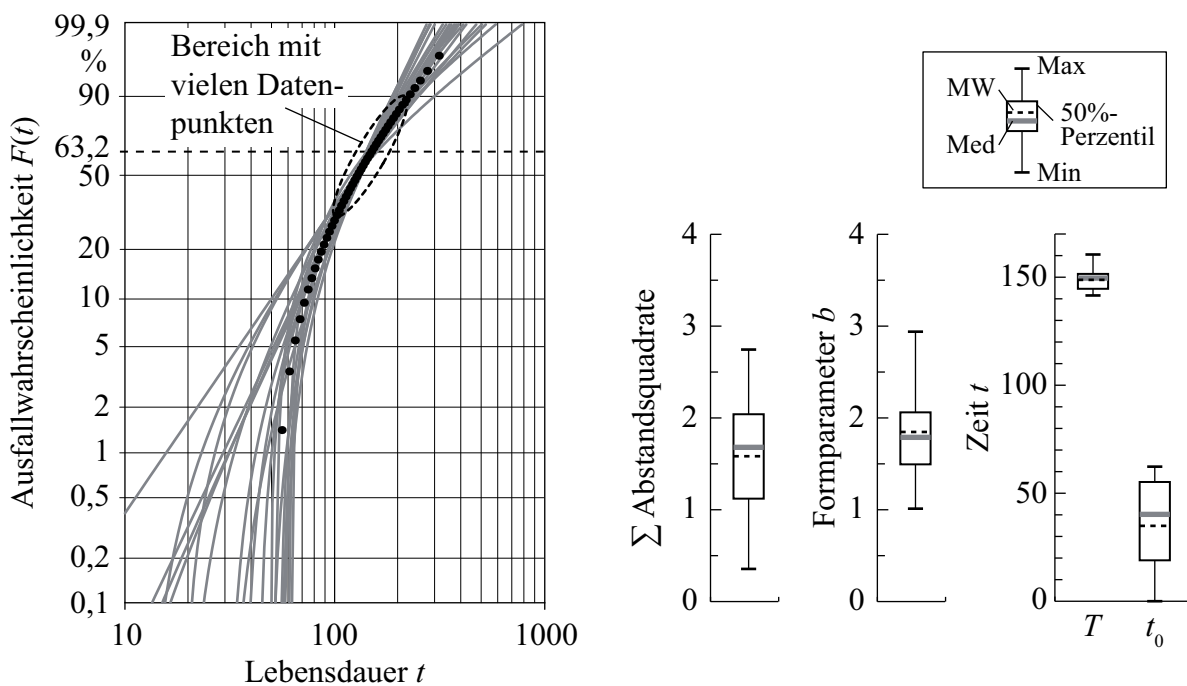 99,9
%
90
63,2
50
20
10
5
2
1
0,5
0,2
0,1
Ausfallwahrscheinlichkeit F(t)
Bereich mit
vielen Daten-
punkten
10
100
1000
Lebensdauer t
Max
MW
50%-
Perzentil
Med
Min
4
3
2
1
0
∑ Abstandsquadrate
4
3
2
1
0
Formparameter b
150
100
50
0
Zeit t
T
t₀